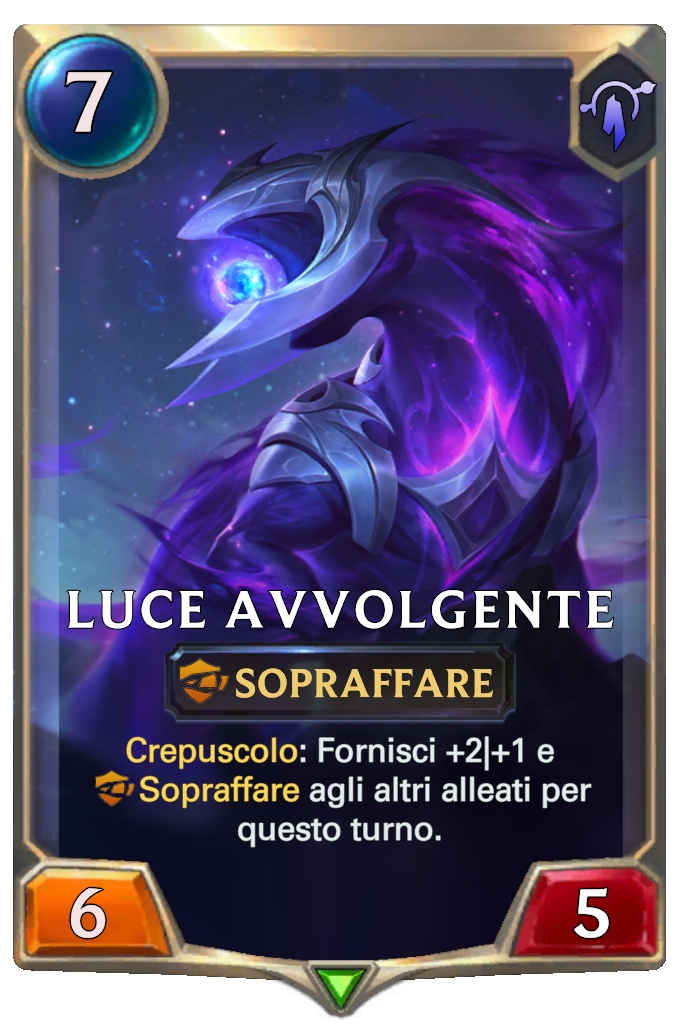 7
LUCE AVVOLGENTE
SOPRAFFARE
Crepuscolo: Fornisci +2|+1 e
Sopraffare agli altri alleati per
questo turno.
6
5